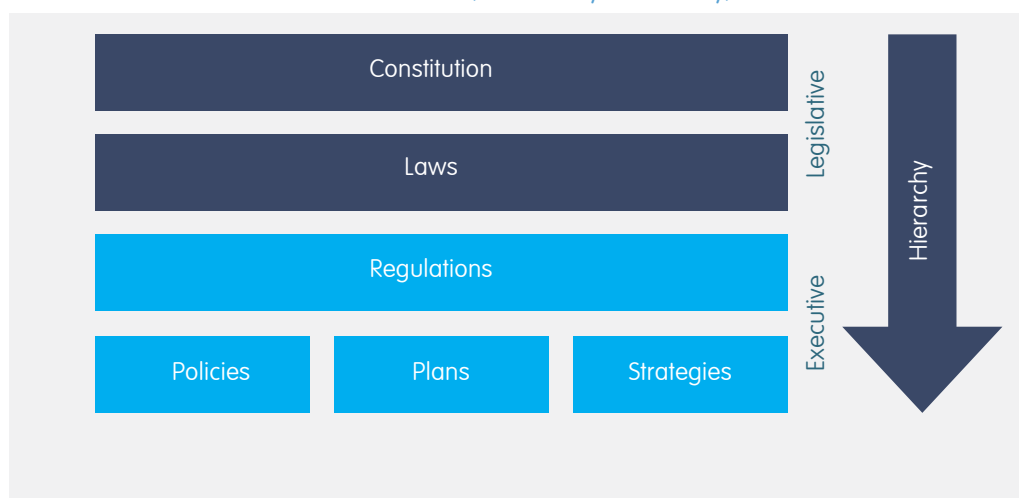 Constitution
Laws
Regulations
Policies
Plans
Strategies
Legislative
Executive
Hierarchy